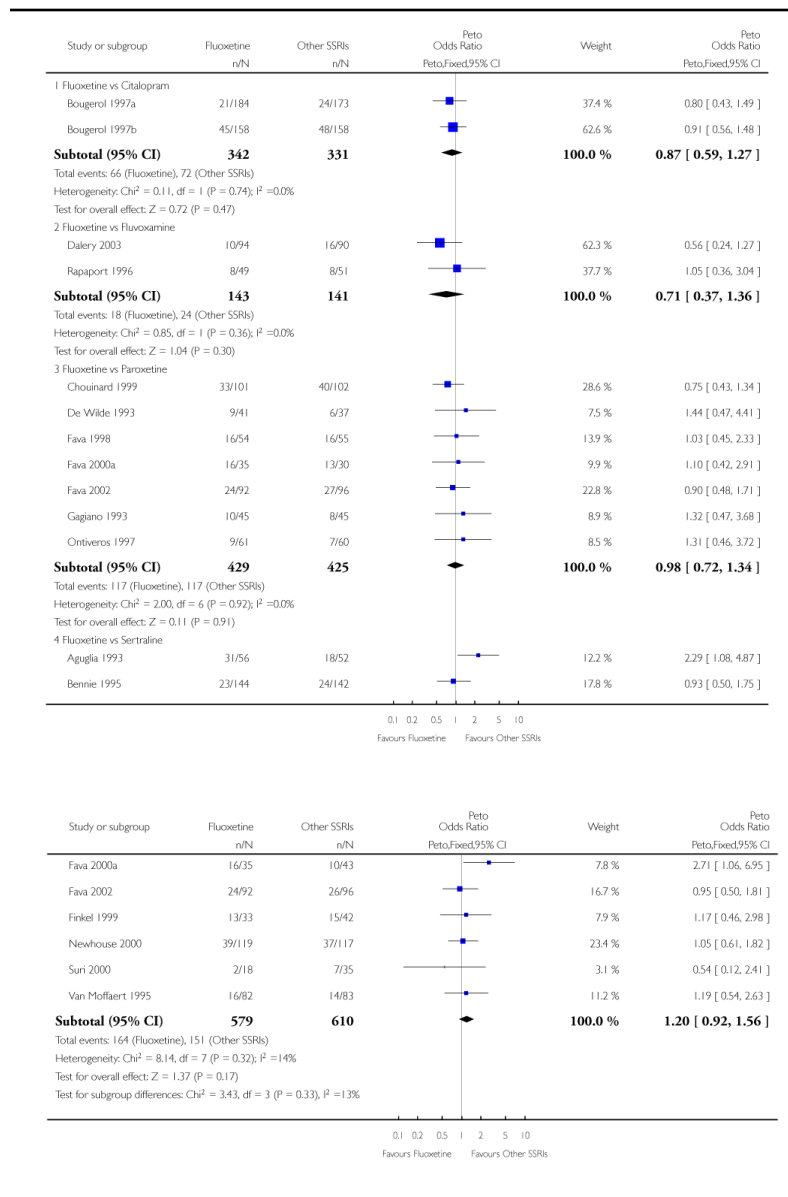 Peto Peto
Study or subgroup Fluoxetine Other SSRIs Odds Ratio Weight Odds Ratio
n/N n/N Peto,Fixed,95% CI Peto,Fixed,95% CI
1 Fluoxetine vs Citalopram
Bougerol 1997a 21/184 24/173 37.4 % 0.80 [ 0.43, 1.49 ]
Bougerol 1997b 45/158 48/158 62.6 % 0.91 [ 0.56, 1.48 ]
Subtotal (95% CI) 342 331 100.0 % 0.87 [ 0.59, 1.27 ]
Total events: 66 (Fluoxetine), 72 (Other SSRIs)
Heterogeneity: Chi² = 0.11, df = 1 (P = 0.74); I² =0.0%
Test for overall effect: Z = 0.72 (P = 0.47)
2 Fluoxetine vs Fluvoxamine
Dalery 2003 10/94 16/90 62.3 % 0.56 [ 0.24, 1.27 ]
Rapaport 1996 8/49 8/51 37.7 % 1.05 [ 0.36, 3.04 ]
Subtotal (95% CI) 143 141 100.0 % 0.71 [ 0.37, 1.36 ]
Total events: 18 (Fluoxetine), 24 (Other SSRIs)
Heterogeneity: Chi² = 0.85, df = 1 (P = 0.36); I² =0.0%
Test for overall effect: Z = 1.04 (P = 0.30)
3 Fluoxetine vs Paroxetine
Chouinard 1999 33/101 40/102 28.6 % 0.75 [ 0.43, 1.34 ]
De Wilde 1993 9/41 6/37 7.5 % 1.44 [ 0.47, 4.41 ]
Fava 1998 16/54 16/55 13.9 % 1.03 [ 0.45, 2.33 ]
Fava 2000a 16/35 13/30 9.9 % 1.10 [ 0.42, 2.91 ]
Fava 2002 24/92 27/96 22.8 % 0.90 [ 0.48, 1.71 ]
Gagiano 1993 10/45 8/45 8.9 % 1.32 [ 0.47, 3.68 ]
Ontiveros 1997 9/61 7/60 8.5 % 1.31 [ 0.46, 3.72 ]
Subtotal (95% CI) 429 425 100.0 % 0.98 [ 0.72, 1.34 ]
Total events: 117 (Fluoxetine), 117 (Other SSRIs)
Heterogeneity: Chi² = 2.00, df = 6 (P = 0.92); I² =0.0%
Test for overall effect: Z = 0.11 (P = 0.91)
4 Fluoxetine vs Sertraline
Aguglia 1993 31/56 18/52 12.2 % 2.29 [ 1.08, 4.87 ]
Bennie 1995 23/144 24/142 17.8 % 0.93 [ 0.50, 1.75 ]
0.1 0.2 0.5 1 2 5 10
Favours Fluoxetine Favours Other SSRIs
Peto Peto
Study or subgroup Fluoxetine Other SSRIs Odds Ratio Weight Odds Ratio
n/N n/N Peto,Fixed,95% CI Peto,Fixed,95% CI
Fava 2000a 16/35 10/43 7.8 % 2.71 [ 1.06, 6.95 ]
Fava 2002 24/92 26/96 16.7 % 0.95 [ 0.50, 1.81 ]
Finkel 1999 13/33 15/42 7.9 % 1.17 [ 0.46, 2.98 ]
Newhouse 2000 39/119 37/117 23.4 % 1.05 [ 0.61, 1.82 ]
Suri 2000 2/18 7/35 3.1 % 0.54 [ 0.12, 2.41 ]
Van Moffaert 1995 16/82 14/83 11.2 % 1.19 [ 0.54, 2.63 ]
Subtotal (95% CI) 579 610 100.0 % 1.20 [ 0.92, 1.56 ]
Total events: 164 (Fluoxetine), 151 (Other SSRIs)
Heterogeneity: Chi² = 8.14, df = 7 (P = 0.32); I² =14%
Test for overall effect: Z = 1.37 (P = 0.17)
Test for subgroup differences: Chi² = 3.43, df = 3 (P = 0.33), I² =13%
0.1 0.2 0.5 1 2 5 10
Favours Fluoxetine Favours Other SSRIs